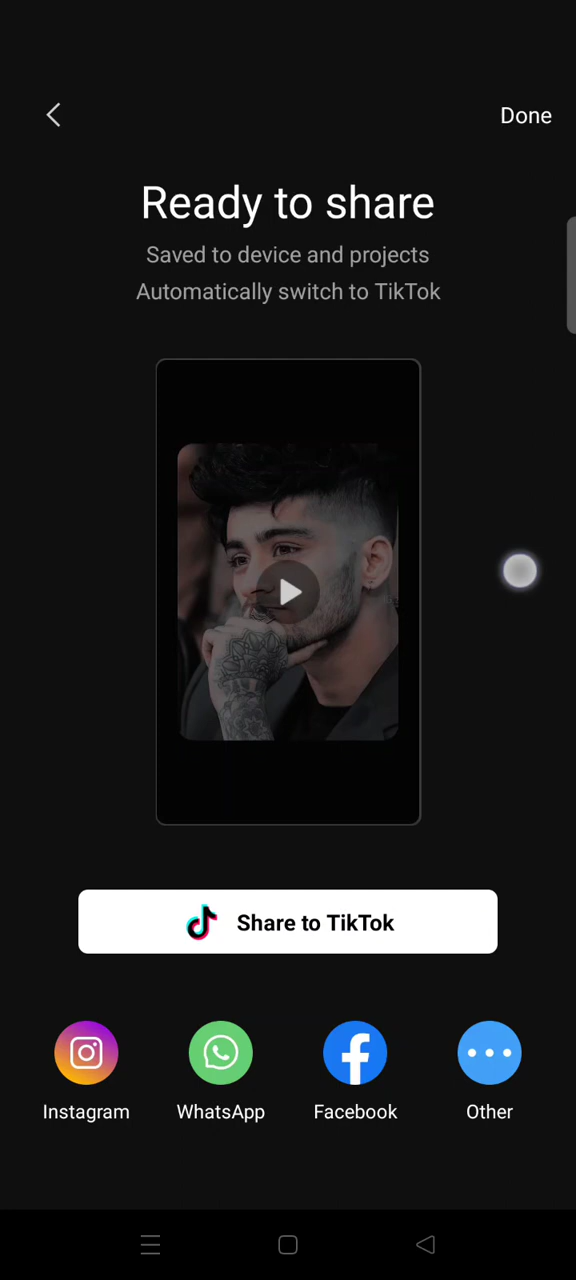 Done
Ready to share
Saved to device and projects
Automatically switch to TikTok
Share to TikTok
Instagram
WhatsApp
Facebook
Other